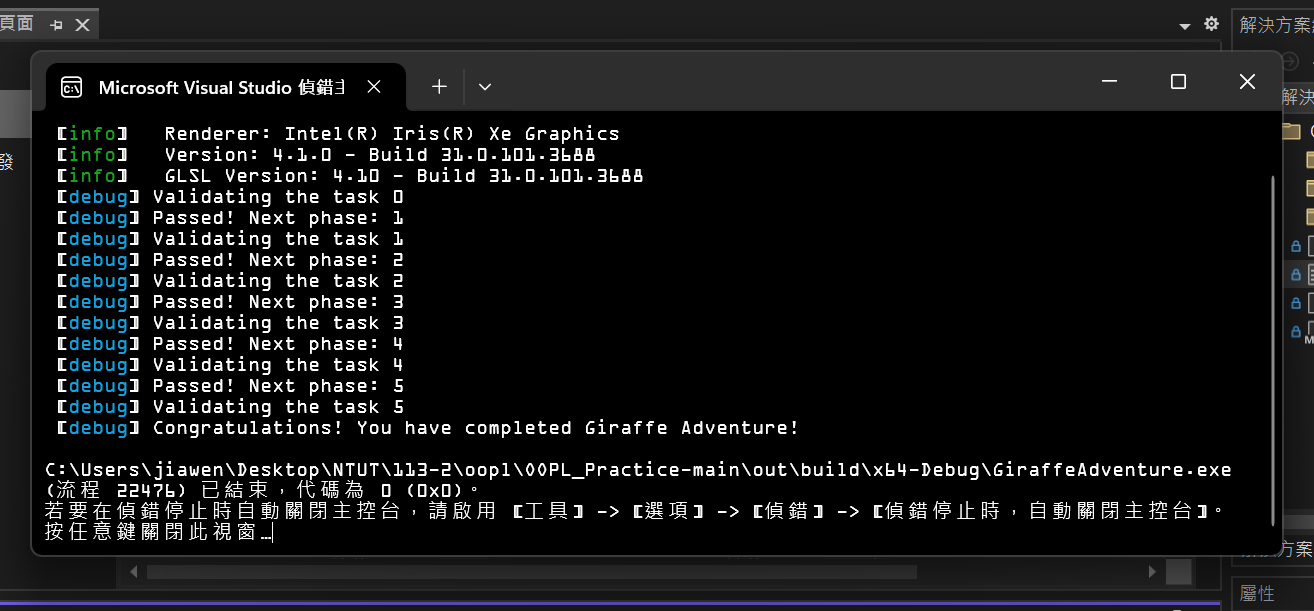 頁面
解決方案
Microsoft Visual Studio 偵錯主
解決
發
[info]   Renderer: Intel(R) Iris(R) Xe Graphics
[info]   Version: 4.1.0 - Build 31.0.101.3688
[info]   GLSL Version: 4.10 - Build 31.0.101.3688
[debug] Validating the task 0
[debug] Passed! Next phase: 1
[debug] Validating the task 1
[debug] Passed! Next phase: 2
[debug] Validating the task 2
[debug] Passed! Next phase: 3
[debug] Validating the task 3
[debug] Passed! Next phase: 4
[debug] Validating the task 4
[debug] Passed! Next phase: 5
[debug] Validating the task 5
[debug] Congratulations! You have completed Giraffe Adventure!
C:\Users\jiawen\Desktop\NTUT\113-2\oopl\OOPL_Practice-main\out\build\x64-Debug\GiraffeAdventure.exe
(流程 22476) 已結束，代碼為 0 (0x0)。
若要在偵錯停止時自動關閉主控台，請啟用 [工具] -> [選項] -> [偵錯] -> [偵錯停止時，自動關閉主控台]。
按任意鍵關閉此視窗…
解決方案
屬性